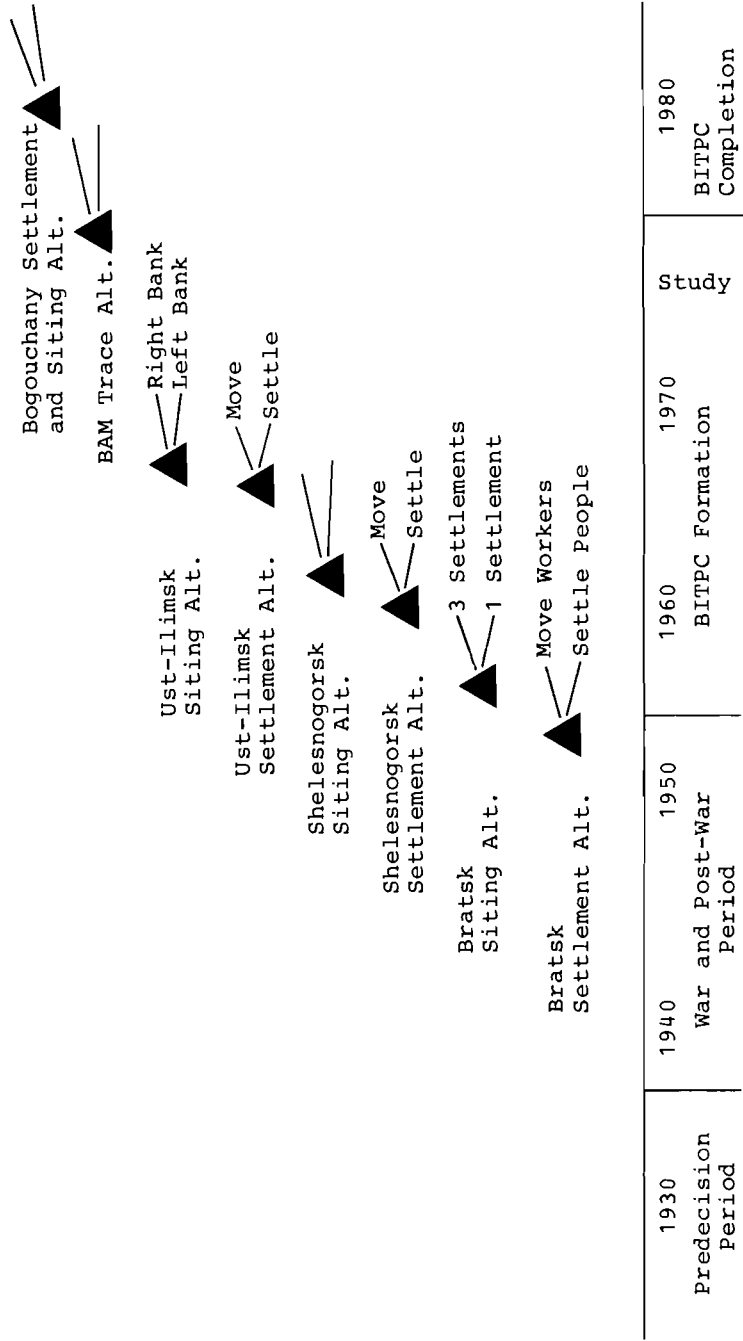 Bogouchany Settlement
and Siting Alt.
BAM Trace Alt.
Right Bank
Left Bank
Ust-Ilimsk
Siting Alt.
Move
Settle
Ust-Ilimsk
Settlement Alt.
Shelesnogorsk
Siting Alt.
Move
Settle
Shelesnogorsk
Settlement Alt.
3 Settlements
1 Settlement
Bratsk
Siting Alt.
Move Workers
Settle People
Bratsk
Settlement Alt.
1930
1940
1950
1960
1970
1980
Predecision
Period
War and Post-War
Period
BITPC Formation
Study
BITPC
Completion